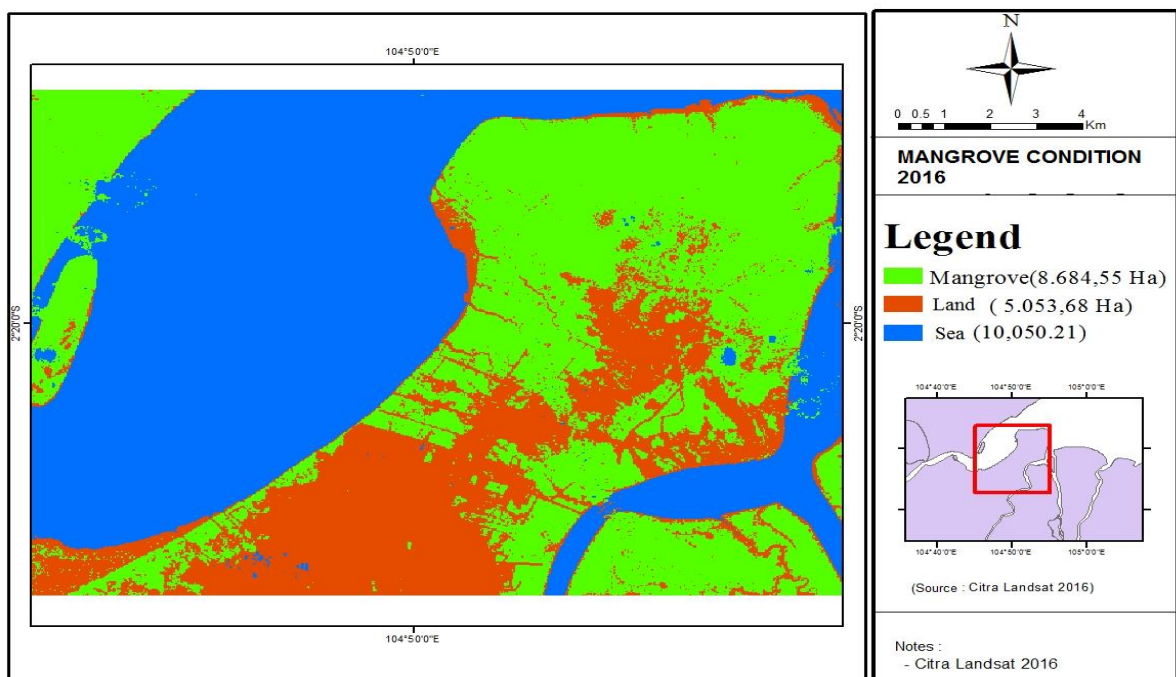 104°50'0"E
2°20'0"S
2°20'0"S
104°50'0"E
N
0 0.5 1 2 3 4
Km
MANGROVE CONDITION
2016
Legend
Mangrove(8.684,55 Ha)
Land ( 5.053,68 Ha)
Sea (10,050.21)
104°40'0"E 104°50'0"E 105°0'0"E
104°40'0"E 104°50'0"E 105°0'0"E
(Source : Citra Landsat 2016)
Notes :
- Citra Landsat 2016